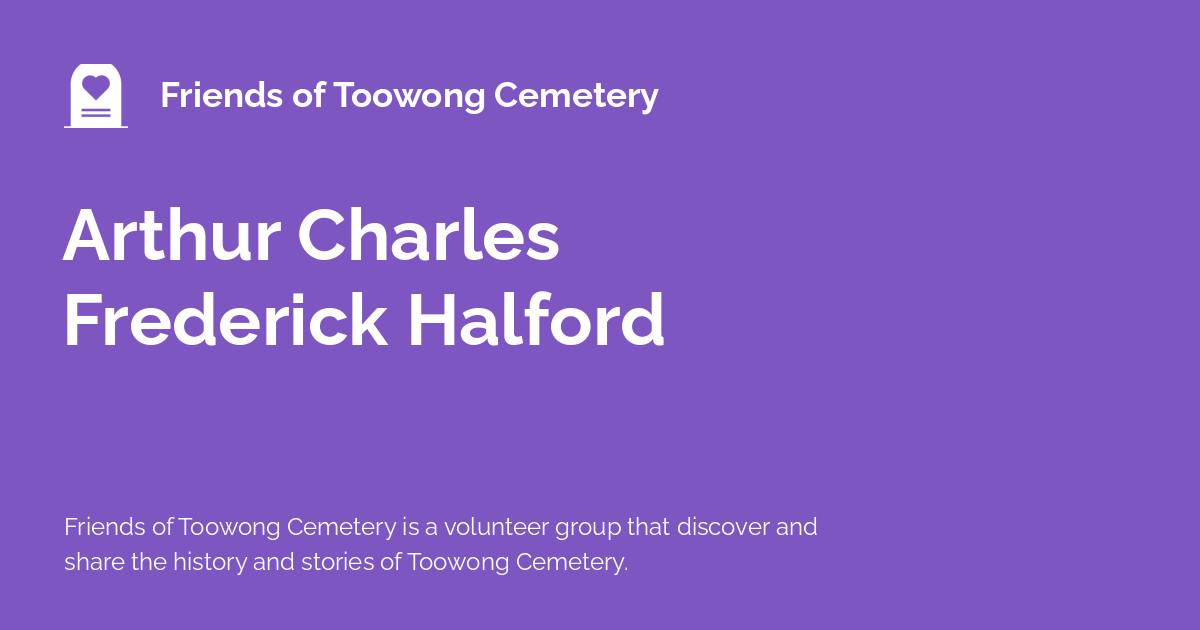 Friends of Toowong Cemetery
Arthur Charles
Frederick Halford
Friends of Toowong Cemetery is a volunteer group that discover and
share the history and stories of Toowong Cemetery.